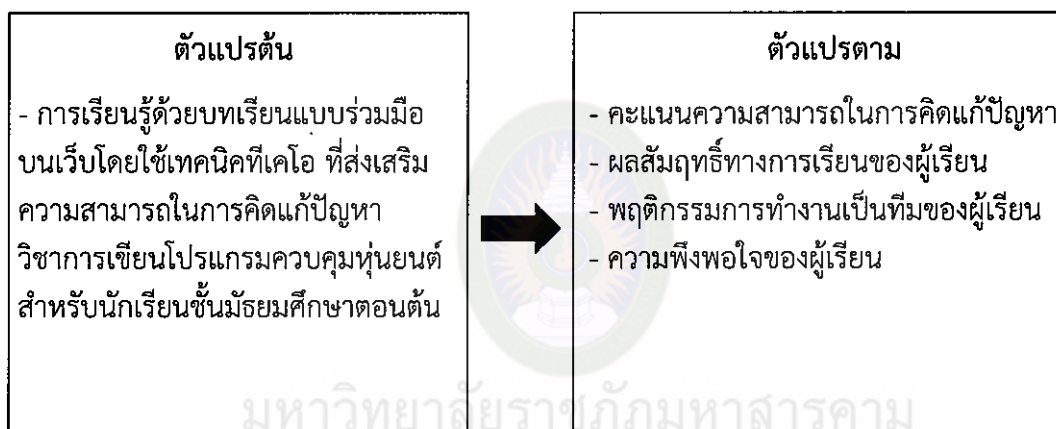 ตัวแปรต้น
- การเรียนรู้ด้วยบทเรียนแบบร่วมมือ
บนเว็บโดยใช้เทคนิคทีเคโอ ที่ส่งเสริม
ความสามารถในการคิดแก้ปัญหา
วิชาการเขียนโปรแกรมควบคุมหุ่นยนต์
สำหรับนักเรียนชั้นมัธยมศึกษาตอนต้น
ตัวแปรตาม
- คะแนนความสามารถในการคิดแก้ปัญหา
- ผลสัมฤทธิ์ทางการเรียนของผู้เรียน
- พฤติกรรมการทำงานเป็นทีมของผู้เรียน
- ความพึงพอใจของผู้เรียน
มหาวิทยาลัยราชภัฏมหาสารคาม